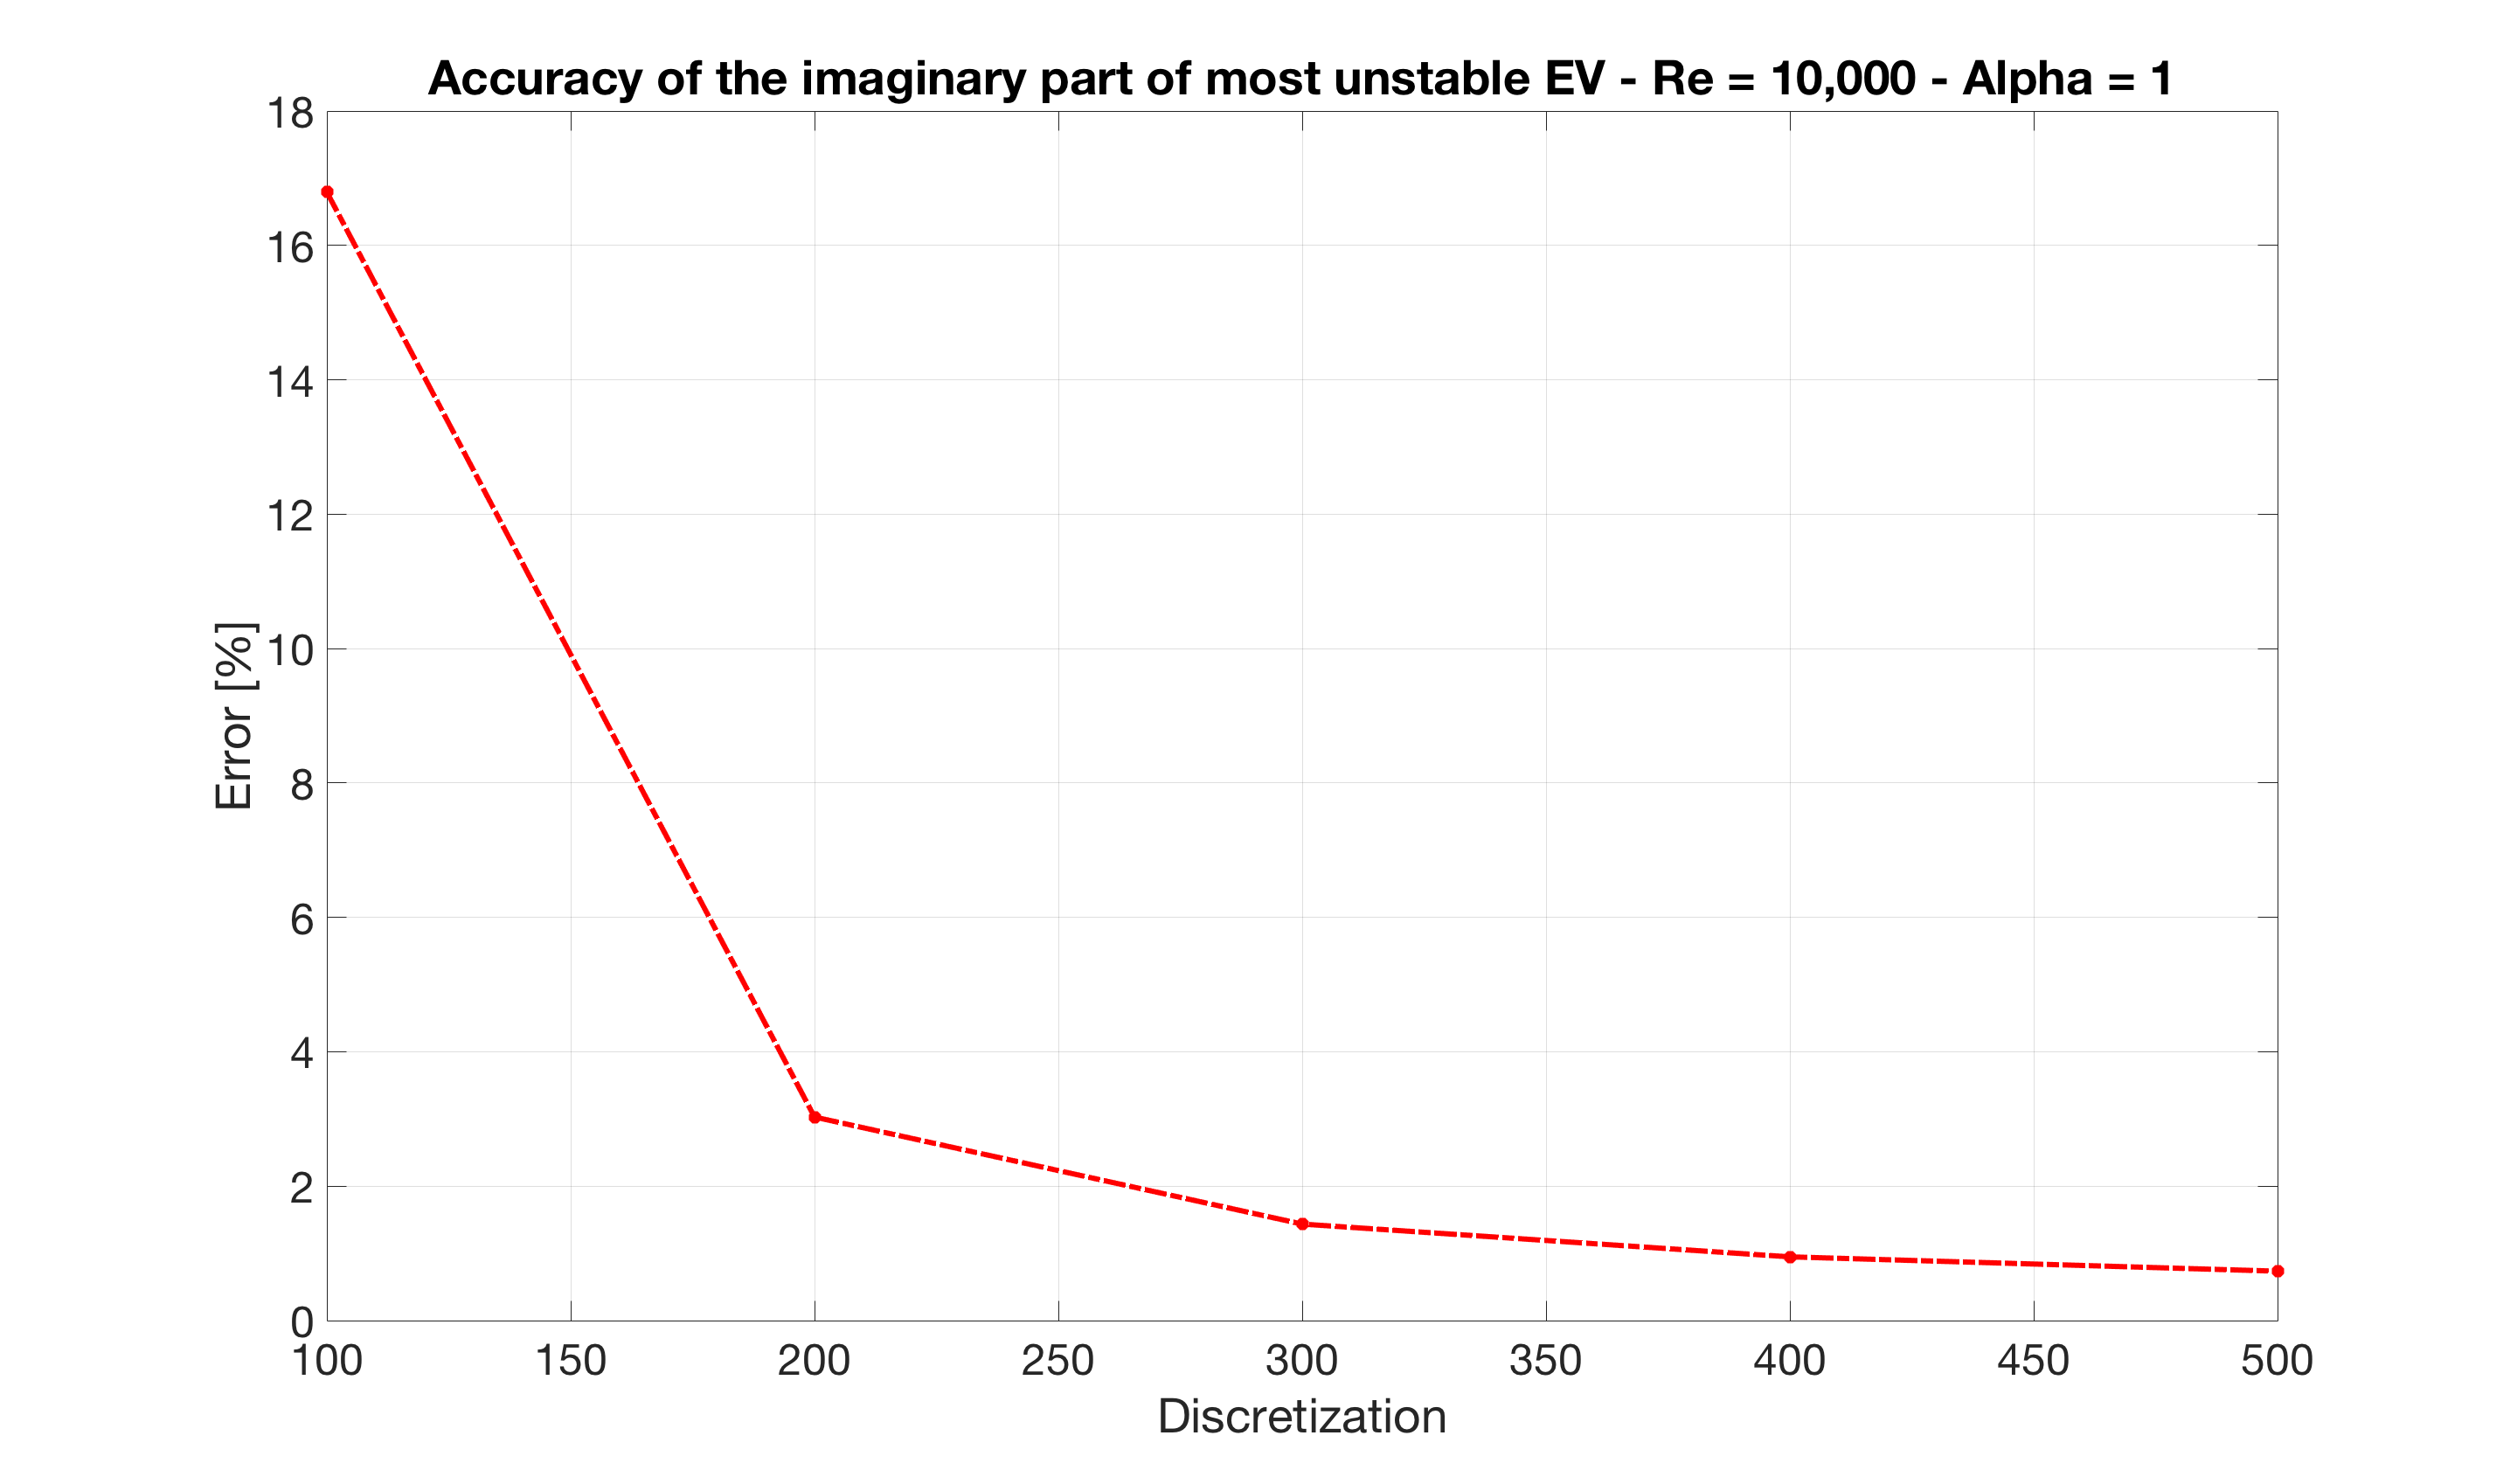 Accuracy of the imaginary part of most unstable EV - Re = 10,000 - Alpha = 1
18
16
14
12
10
8
6
4
2
0
Error [%]
100 150 200 250 300 350 400 450 500
Discretization